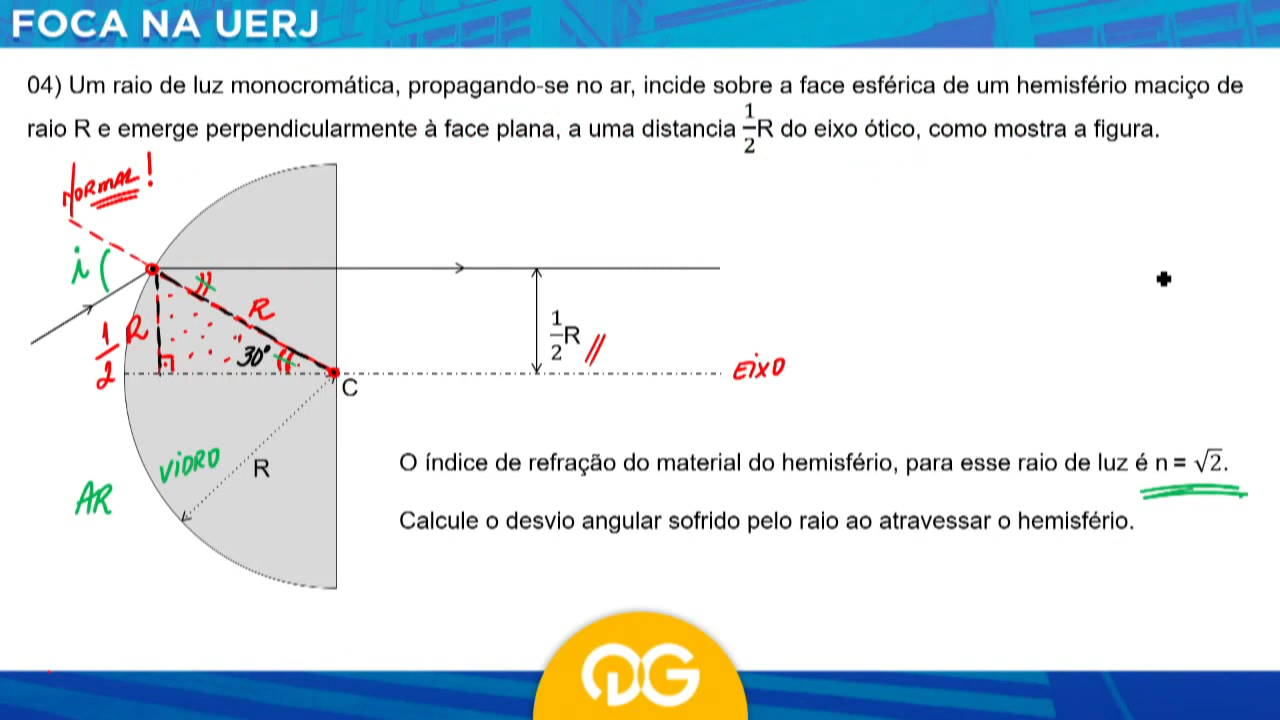 FOCA NA UERJ
04) Um raio de luz monocromática, propagando-se no ar, incide sobre a face esférica de um hemisfério maciço de
raio R e emerge perpendicularmente à face plana, a uma distancia 1/2 R do eixo ótico, como mostra a figura.
NORMAL!
i
R
1/2 R
1/2 R
30°
EIXO
C
VIDRO
R
AR
O índice de refração do material do hemisfério, para esse raio de luz é n = √2.
Calcule o desvio angular sofrido pelo raio ao atravessar o hemisfério.
QG